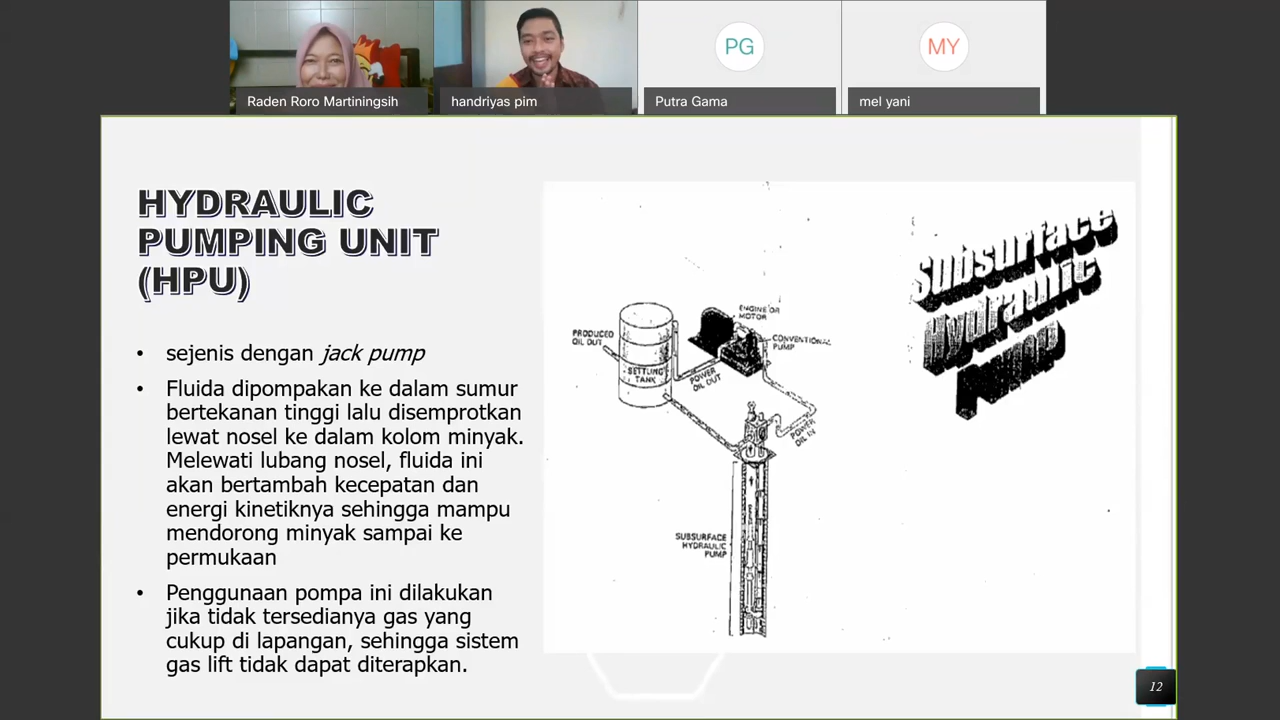 PG
MY
Raden Roro Martiningsih
handriyas pim
Putra Gama
mel yani
HYDRAULIC
PUMPING UNIT
(HPU)
• sejenis dengan jack pump
• Fluida dipompakan ke dalam sumur
bertekanan tinggi lalu disemprotkan
lewat nosel ke dalam kolom minyak.
Melewati lubang nosel, fluida ini
akan bertambah kecepatan dan
energi kinetiknya sehingga mampu
mendorong minyak sampai ke
permukaan
• Penggunaan pompa ini dilakukan
jika tidak tersedianya gas yang
cukup di lapangan, sehingga sistem
gas lift tidak dapat diterapkan.
Subsurface
Hydraulic
Pump
ENGINE OR
MOTOR
PRODUCED
OIL OUT
CONVENTIONAL
PUMP
SETTLING
TANK
POWER
OIL OUT
POWER
OIL IN
SUBSURFACE
HYDRAULIC
PUMP
12